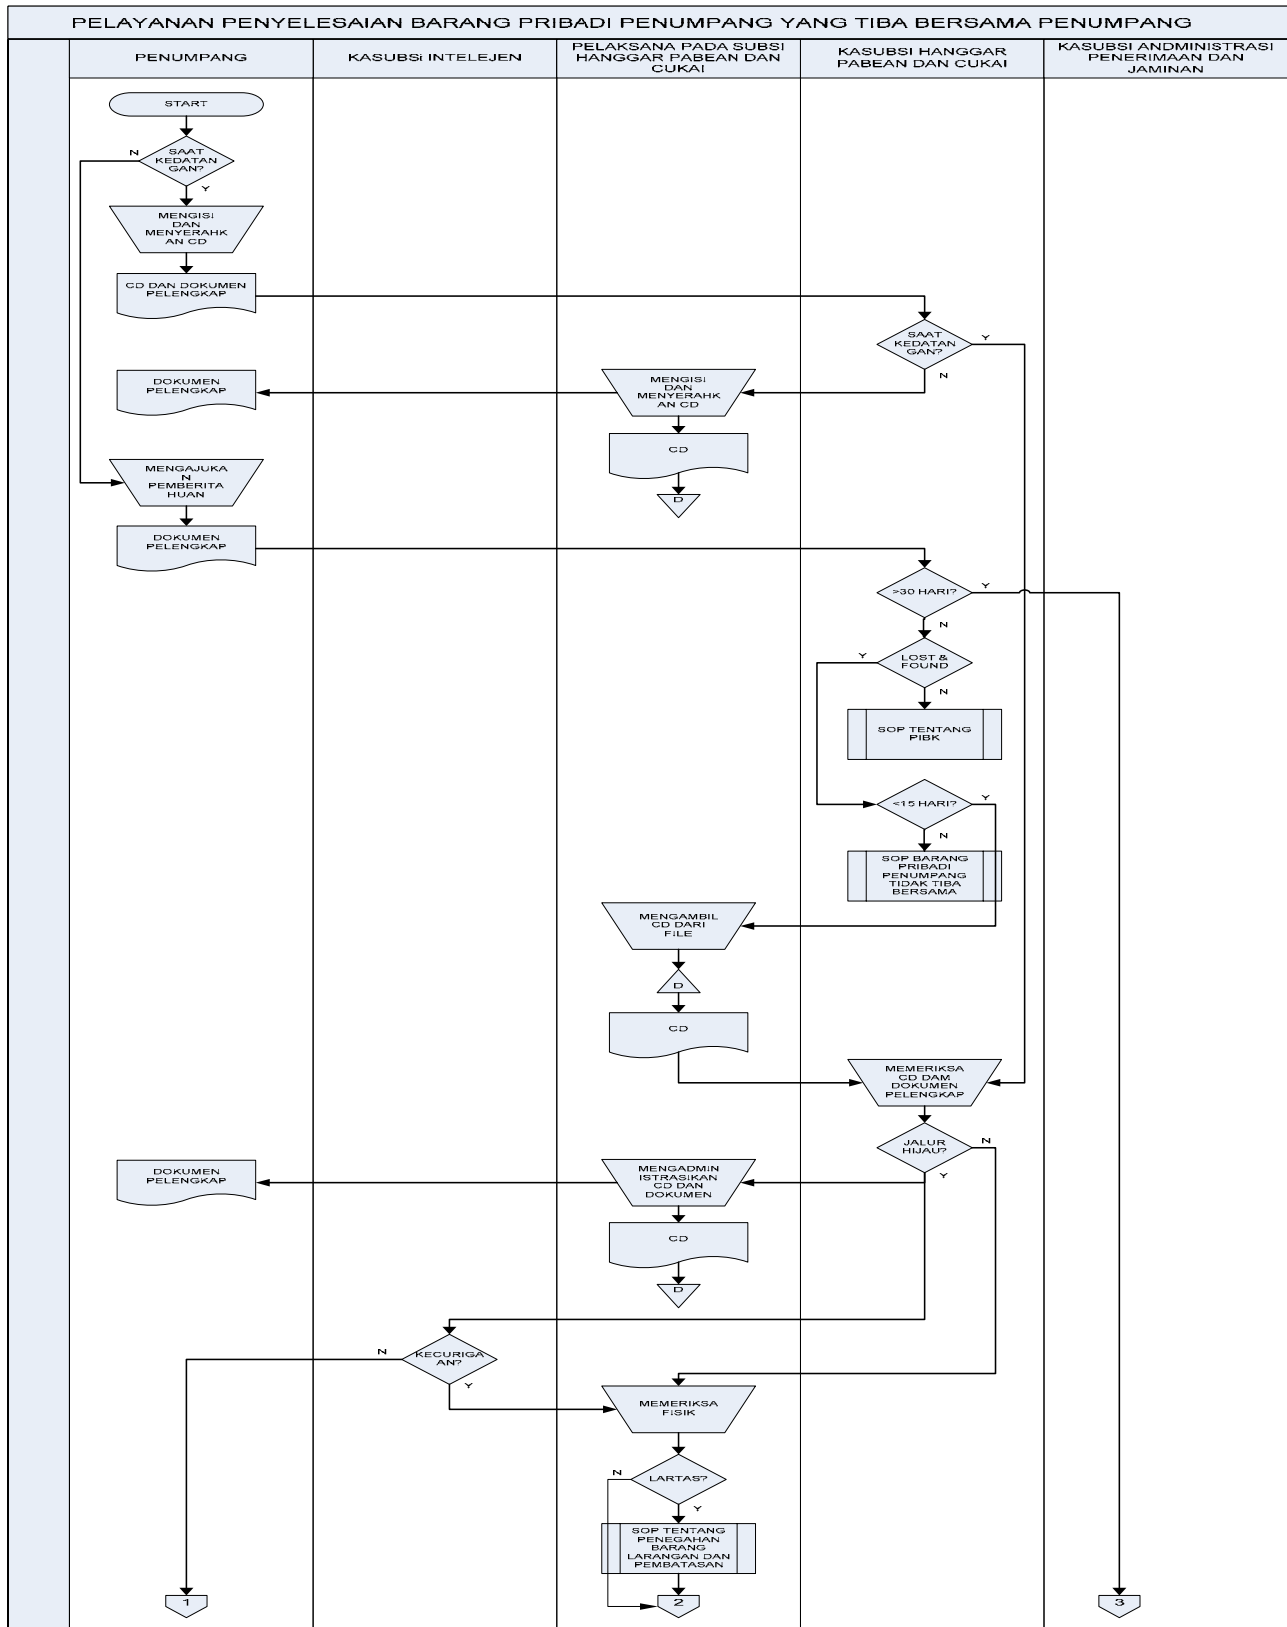 PELAYANAN PENYELESAIAN BARANG PRIBADI PENUMPANG YANG TIBA BERSAMA PENUMPANG
PENUMPANG
KASUBSI INTELEJEN
PELAKSANA PADA SUBSI
HANGGAR PABEAN DAN
CUKAI
KASUBSI HANGGAR
PABEAN DAN CUKAI
KASUBSI ANDMINISTRASI
PENERIMAAN DAN
JAMINAN
START
SAAT
KEDATAN
GAN?
N
Y
MENGISI
DAN
MENYERAHK
AN CD
CD DAN DOKUMEN
PELENGKAP
SAAT
KEDATAN
GAN?
Y
N
DOKUMEN
PELENGKAP
MENGISI
DAN
MENYERAHK
AN CD
CD
D
MENGAJUKA
N
PEMBERITA
HUAN
DOKUMEN
PELENGKAP
>30 HARI?
Y
N
LOST &
FOUND
Y
N
SOP TENTANG
PIBK
<15 HARI?
Y
N
SOP BARANG
PRIBADI
PENUMPANG
TIDAK TIBA
BERSAMA
MENGAMBIL
CD DARI
FILE
D
CD
MEMERIKSA
CD DAM
DOKUMEN
PELENGKAP
JALUR
HIJAU?
N
Y
DOKUMEN
PELENGKAP
MENGADMIN
ISTRASIKAN
CD DAN
DOKUMEN
CD
D
KECURIGA
AN?
N
Y
MEMERIKSA
FISIK
LARTAS?
N
Y
SOP TENTANG
PENEGAHAN
BARANG
LARANGAN DAN
PEMBATASAN
1
2
3